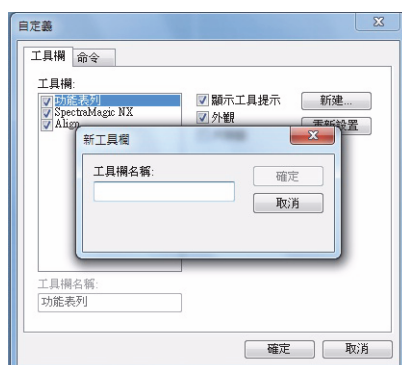 自定義
工具欄 命令
工具欄:
功能表列
SpectraMagic NX
Align
顯示工具提示
外觀
新建...
重新設置
新工具欄
工具欄名稱:
確定
取消
工具欄名稱:
功能表列
確定 取消